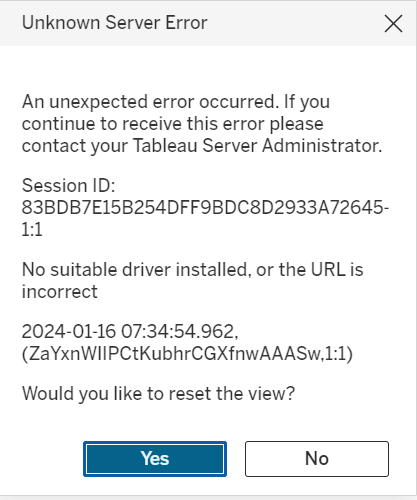 Unknown Server Error
An unexpected error occurred. If you
continue to receive this error please
contact your Tableau Server Administrator.
Session ID:
83BDB7E15B254DFF9BDC8D2933A72645-
1:1
No suitable driver installed, or the URL is
incorrect
2024-01-16 07:34:54.962,
(ZaYxnWIlPCtKubhrCGXfnwAAASw,1:1)
Would you like to reset the view?
Yes
No